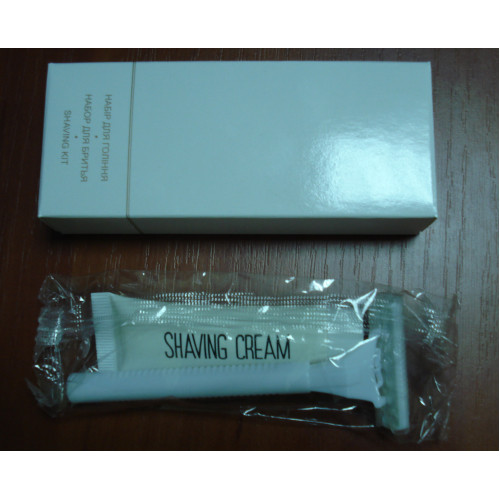 НАБІР ДЛЯ ГОЛІННЯ
•
НАБОР ДЛЯ БРИТЬЯ
•
SHAVING KIT
SHAVING CREAM